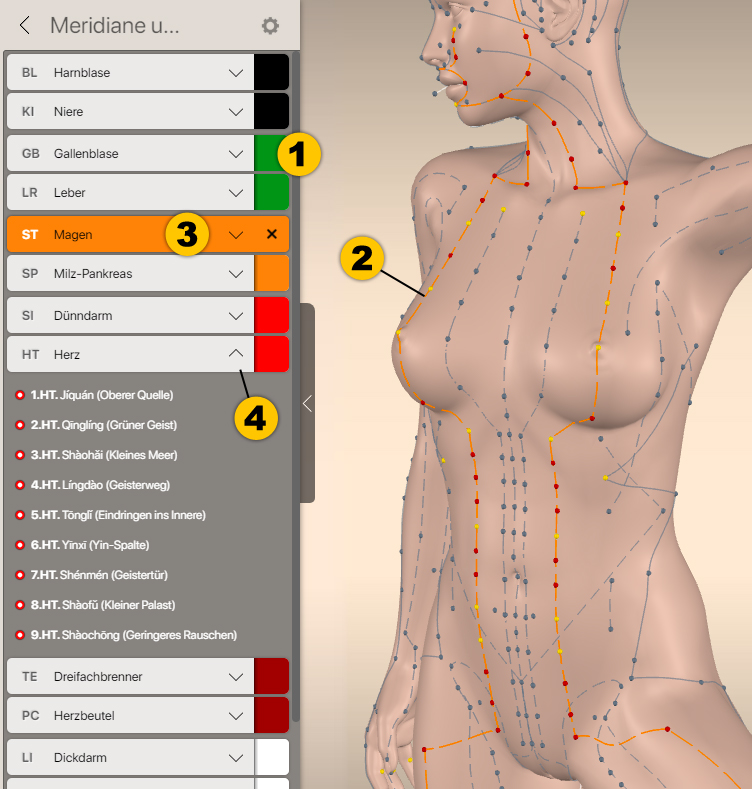 Meridiane u...
BL Harnblase
KI Niere
GB Gallenblase
1
LR Leber
ST Magen
3
2
SP Milz-Pankreas
SI Dünndarm
HT Herz
4
1.HT. Jíquán (Oberer Quelle)
2.HT. Qīnglíng (Grüner Geist)
3.HT. Shàohǎi (Kleines Meer)
4.HT. Língdào (Geisterweg)
5.HT. Tōnglǐ (Eindringen ins Innere)
6.HT. Yīnxī (Yin-Spalte)
7.HT. Shénmén (Geistertür)
8.HT. Shàofǔ (Kleiner Palast)
9.HT. Shàochōng (Geringeres Rauschen)
TE Dreifachbrenner
PC Herzbeutel
LI Dickdarm